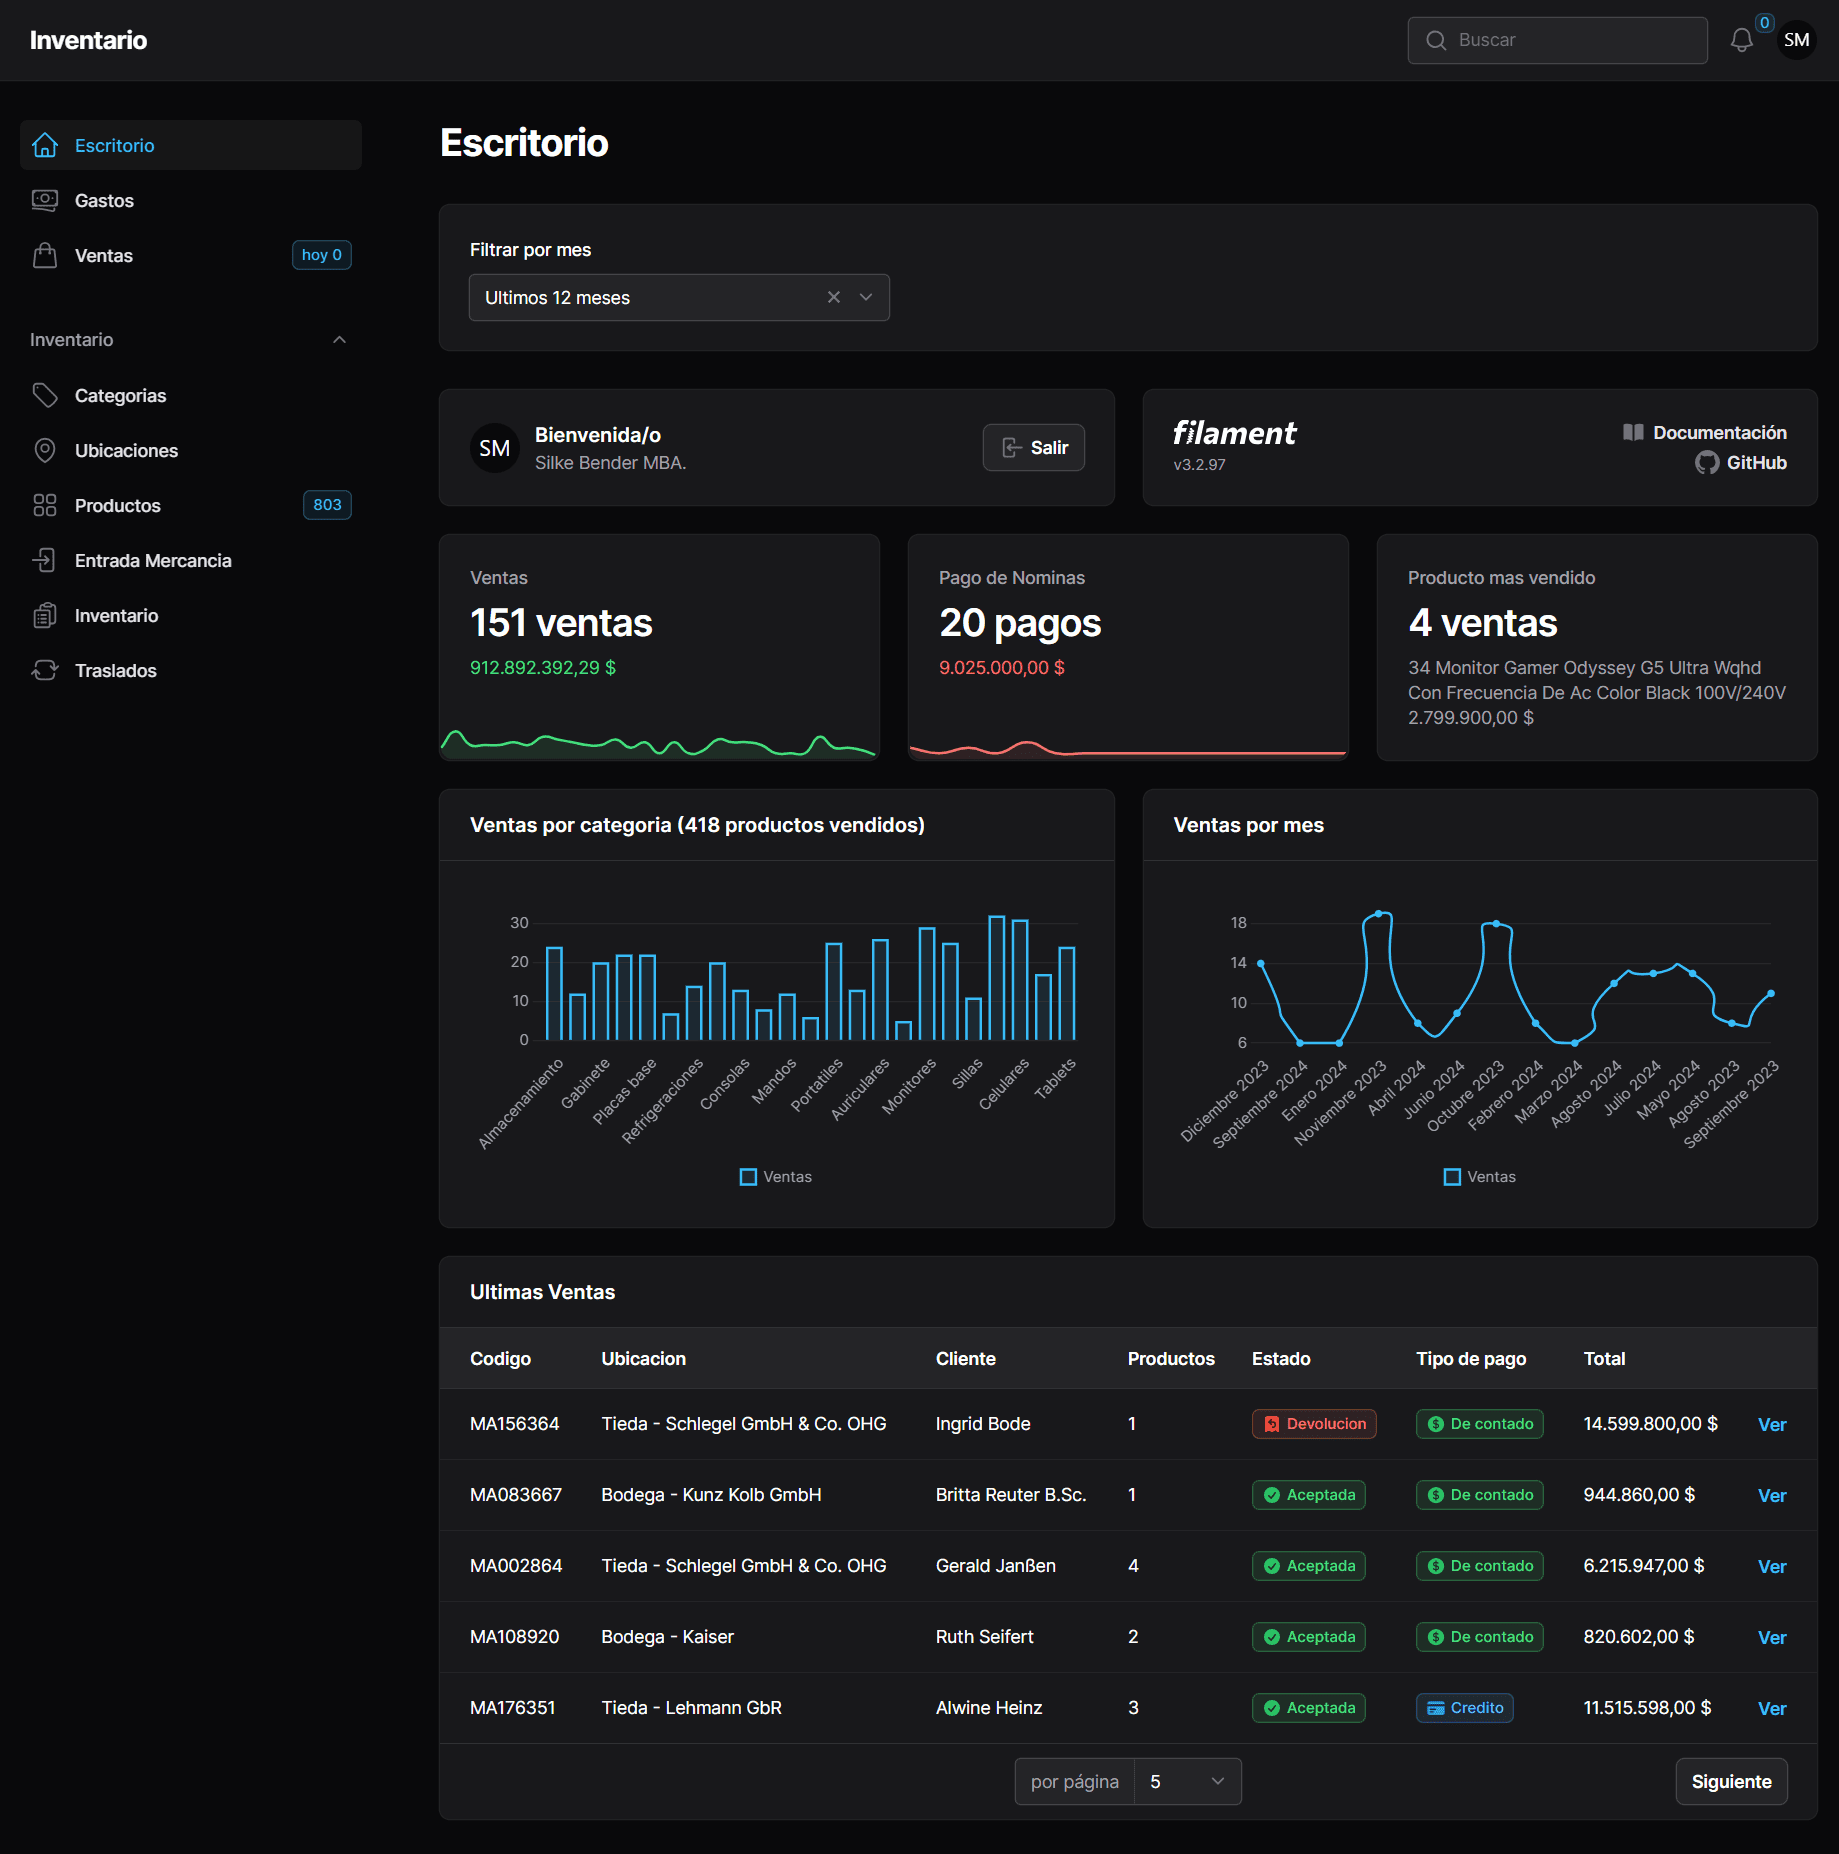 Inventario
Buscar
0
SM
Escritorio
Gastos
Ventas
hoy 0
Inventario
Categorias
Ubicaciones
Productos
803
Entrada Mercancia
Inventario
Traslados
Escritorio
Filtrar por mes
Ultimos 12 meses
SM
Bienvenida/o
Silke Bender MBA.
Salir
filament
v3.2.97
Documentación
GitHub
Ventas
151 ventas
912.892.392,29 $
Pago de Nominas
20 pagos
9.025.000,00 $
Producto mas vendido
4 ventas
34 Monitor Gamer Odyssey G5 Ultra Wqhd
Con Frecuencia De Ac Color Black 100V/240V
2.799.900,00 $
Ventas por categoria (418 productos vendidos)
30
20
10
0
Almacenamiento
Gabinete
Placas base
Refrigeraciones
Consolas
Mandos
Portatiles
Auriculares
Monitores
Sillas
Celulares
Tablets
Ventas
Ventas por mes
18
14
10
6
Diciembre 2023
Septiembre 2024
Enero 2024
Noviembre 2023
Abril 2024
Junio 2024
Octubre 2023
Febrero 2024
Marzo 2024
Agosto 2024
Julio 2024
Mayo 2024
Agosto 2023
Septiembre 2023
Ventas
Ultimas Ventas
Codigo Ubicacion Cliente Productos Estado Tipo de pago Total
MA156364 Tieda - Schlegel GmbH & Co. OHG Ingrid Bode 1 Devolucion De contado 14.599.800,00 $ Ver
MA083667 Bodega - Kunz Kolb GmbH Britta Reuter B.Sc. 1 Aceptada De contado 944.860,00 $ Ver
MA002864 Tieda - Schlegel GmbH & Co. OHG Gerald Janßen 4 Aceptada De contado 6.215.947,00 $ Ver
MA108920 Bodega - Kaiser Ruth Seifert 2 Aceptada De contado 820.602,00 $ Ver
MA176351 Tieda - Lehmann GbR Alwine Heinz 3 Aceptada Credito 11.515.598,00 $ Ver
por página 5
Siguiente